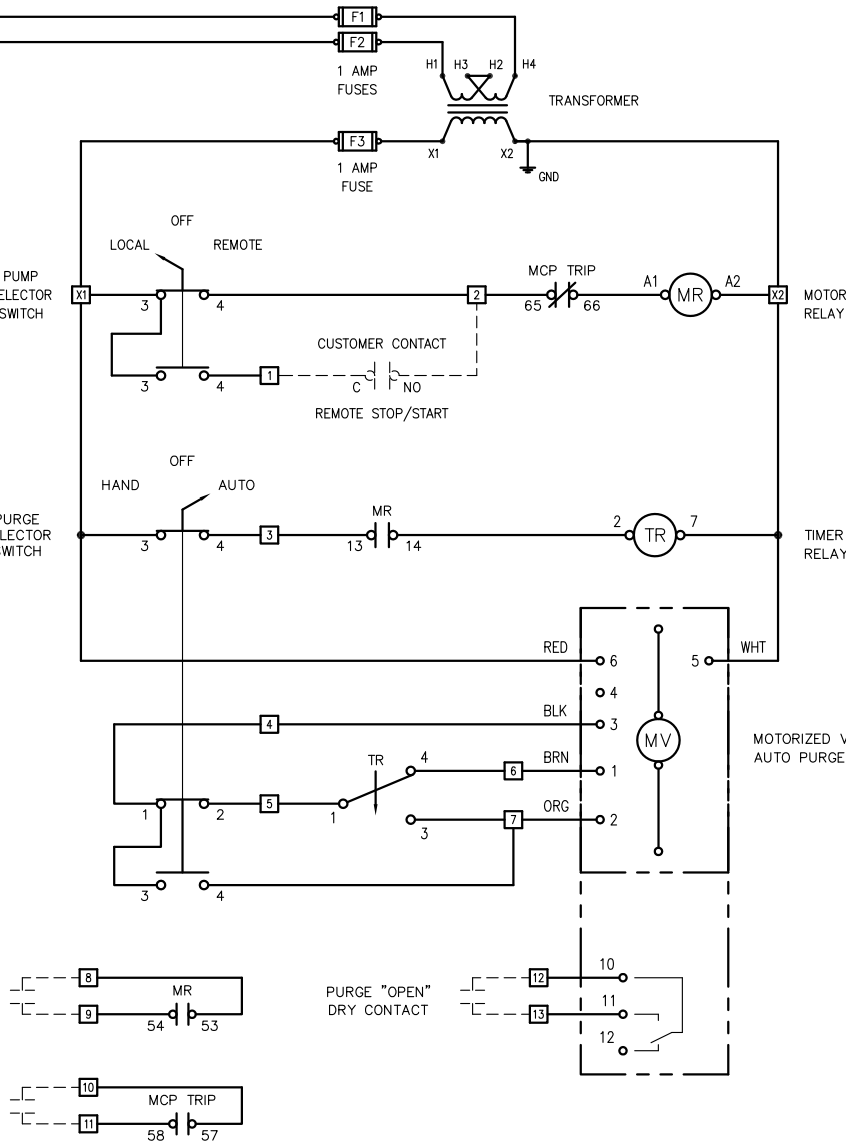 F1
F2
1 AMP
FUSES
H1 H3 H2 H4
TRANSFORMER
F3
1 AMP
FUSE
X1 X2
GND
OFF
LOCAL REMOTE
PUMP
ELECTOR
SWITCH
X1
3 4
2
MCP TRIP
65 66
A1 MR A2
X2
MOTOR
RELAY
CUSTOMER CONTACT
3 4
1
C NO
REMOTE STOP/START
OFF
HAND AUTO
PURGE
LECTOR
WITCH
3 4
3
MR
13 14
2 TR 7
TIMER
RELAY
RED 6
5 WHT
4
4 BLK 3
MV
MOTORIZED V
AUTO PURGE
TR
4
6 BRN 1
1 2
5
1
3
7 ORG 2
3 4
8
MR
9
54 53
PURGE "OPEN"
DRY CONTACT
12
10
13
11
12
10
MCP TRIP
11
58 57